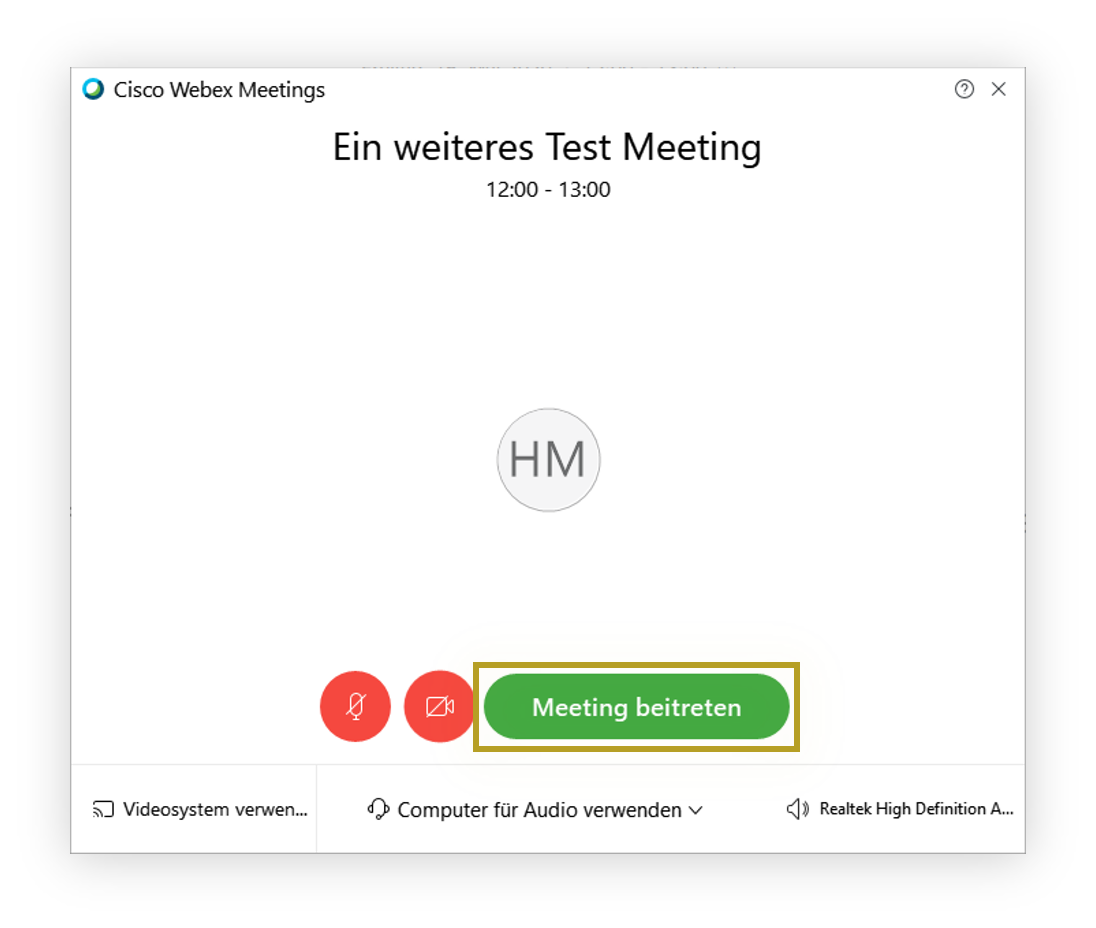 Cisco Webex Meetings
Ein weiteres Test Meeting
12:00 - 13:00
HM
Meeting beitreten
Videosystem verwen...
Computer für Audio verwenden
Realtek High Definition A...